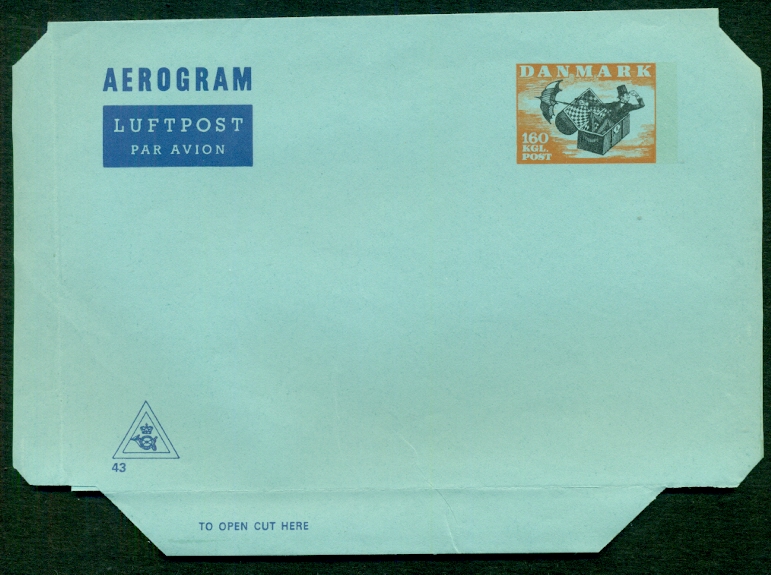 AEROGRAM
LUFTPOST
PAR AVION
DANMARK
160
KGL.
POST
43
TO OPEN CUT HERE